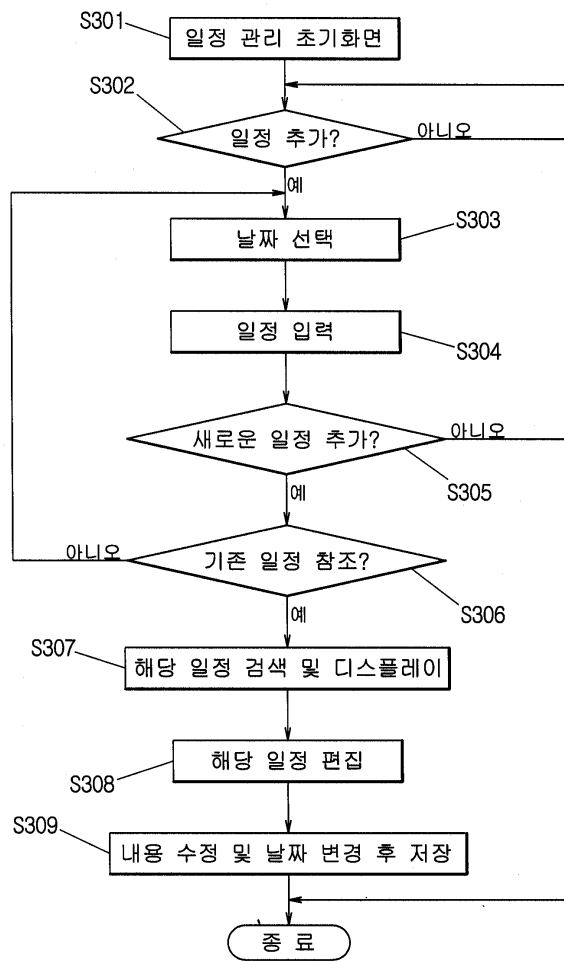 S301
일정 관리 초기화면
S302
일정 추가?
아니오
예
날짜 선택
S303
일정 입력
S304
새로운 일정 추가?
아니오
S305
예
아니오
기존 일정 참조?
S306
예
S307
해당 일정 검색 및 디스플레이
해당 일정 편집
S308
S309
내용 수정 및 날짜 변경 후 저장
종 료